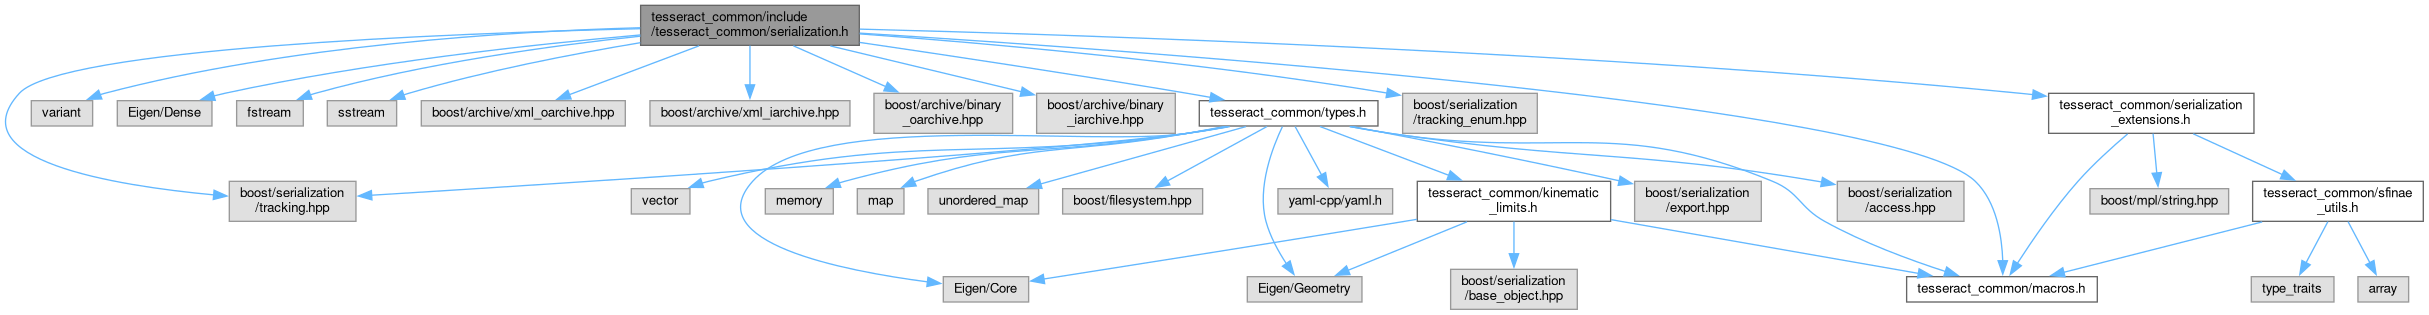 tesseract_common/include
/tesseract_common/serialization.h
variant
Eigen/Dense
fstream
sstream
boost/archive/xml_oarchive.hpp
boost/archive/xml_iarchive.hpp
boost/archive/binary
_oarchive.hpp
boost/archive/binary
_iarchive.hpp
tesseract_common/types.h
boost/serialization
/tracking_enum.hpp
tesseract_common/serialization
_extensions.h
boost/serialization
/tracking.hpp
vector
memory
map
unordered_map
boost/filesystem.hpp
yaml-cpp/yaml.h
tesseract_common/kinematic
_limits.h
boost/serialization
/export.hpp
boost/serialization
/access.hpp
boost/mpl/string.hpp
tesseract_common/sfinae
_utils.h
Eigen/Core
Eigen/Geometry
boost/serialization
/base_object.hpp
tesseract_common/macros.h
type_traits
array